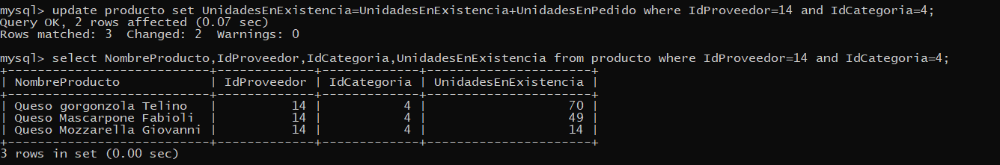 mysql> update producto set UnidadesEnExistencia=UnidadesEnExistencia+UnidadesEnPedido where IdProveedor=14 and IdCategoria=4;
Query OK, 2 rows affected (0.07 sec)
Rows matched: 3  Changed: 2  Warnings: 0

mysql> select NombreProducto,IdProveedor,IdCategoria,UnidadesEnExistencia from producto where IdProveedor=14 and IdCategoria=4;
+--------------------------+-------------+-------------+----------------------+
| NombreProducto           | IdProveedor | IdCategoria | UnidadesEnExistencia |
+--------------------------+-------------+-------------+----------------------+
| Queso gorgonzola Telino  |          14 |           4 |                   70 |
| Queso Mascarpone Fabioli |          14 |           4 |                   49 |
| Queso Mozzarella Giovanni |          14 |           4 |                   14 |
+--------------------------+-------------+-------------+----------------------+
3 rows in set (0.00 sec)